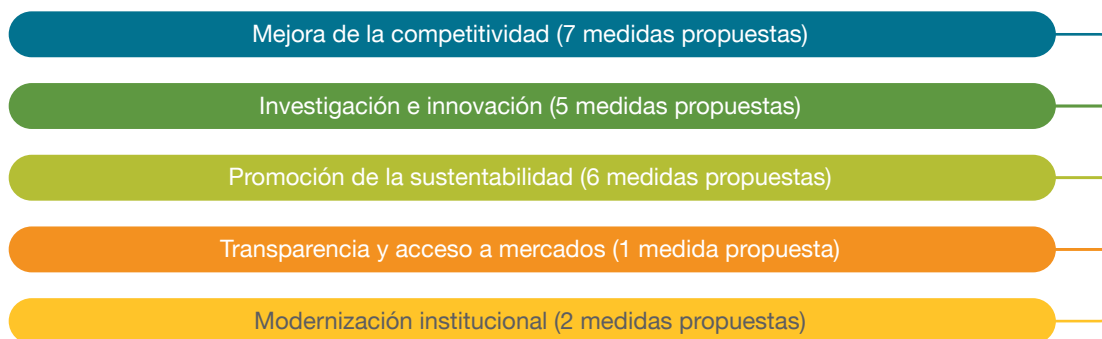 Mejora de la competitividad (7 medidas propuestas)
Investigación e innovación (5 medidas propuestas)
Promoción de la sustentabilidad (6 medidas propuestas)
Transparencia y acceso a mercados (1 medida propuesta)
Modernización institucional (2 medidas propuestas)